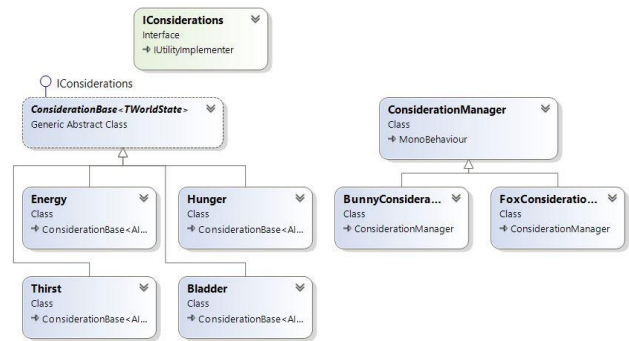 IConsiderations
Interface
IUtilityImplementer
IConsiderations
ConsiderationBase<TWorldState>
Generic Abstract Class
ConsiderationManager
Class
MonoBehaviour
Energy
Class
ConsiderationBase<AI...
Hunger
Class
ConsiderationBase<AI...
BunnyConsidera...
Class
ConsiderationManager
FoxConsideratio...
Class
ConsiderationManager
Thirst
Class
ConsiderationBase<AI...
Bladder
Class
ConsiderationBase<AI...